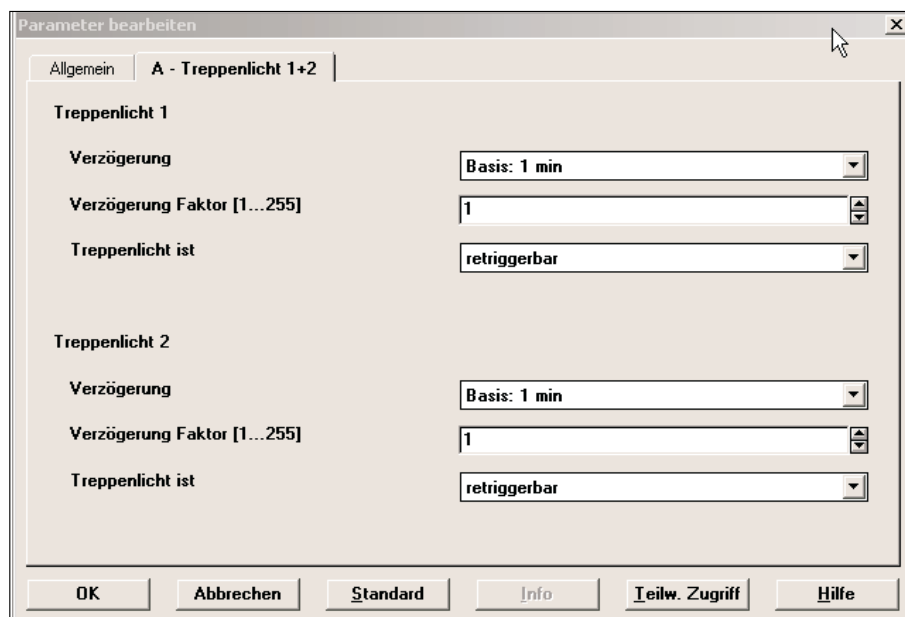 Parameter bearbeiten
Allgemein
A - Treppenlicht 1+2
Treppenlicht 1
Verzögerung
Basis: 1 min
Verzögerung Faktor [1...255]
1
Treppenlicht ist
retriggerbar
Treppenlicht 2
Verzögerung
Basis: 1 min
Verzögerung Faktor [1...255]
1
Treppenlicht ist
retriggerbar
OK
Abbrechen
Standard
Info
Teilw. Zugriff
Hilfe